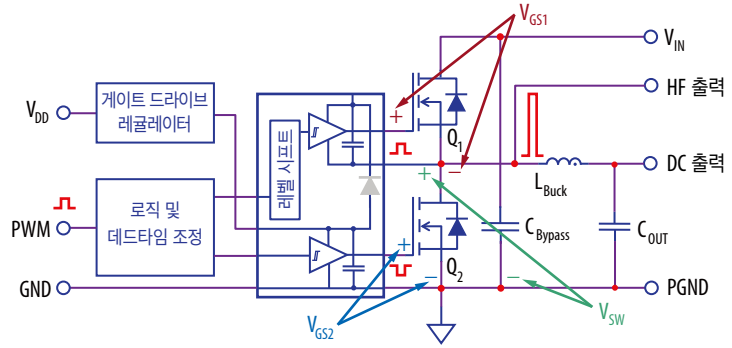 VGS1
VIN
게이트 드라이브
레귤레이터
HF 출력
VDD
+
Q1
레벨 시프트
−
DC 출력
+
LBuck
로직 및
데드타임 조정
PWM
+
CBypass
COUT
Q2
GND
−
−
PGND
VGS2
VSW